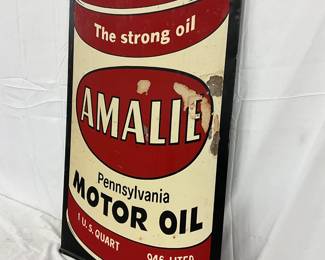 The strong oil
AMALIE
Pennsylvania
MOTOR OIL
1 U.S. QUART
.946 LITER